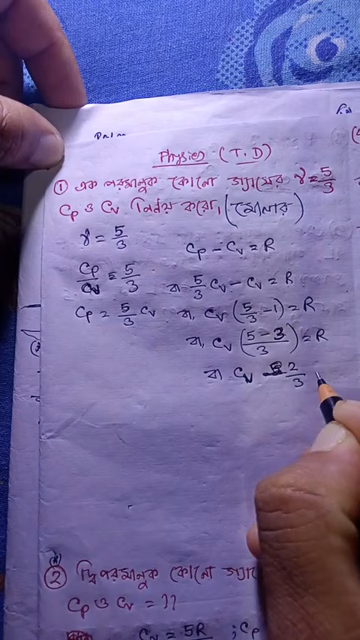 Physics (T.D)
① এক পরমাণুক কোনো গ্যাসের γ = 5/3
Cp ও Cv নির্নয় করো। (মোলার)
γ = 5/3
Cp/Cv = 5/3
Cp = 5/3 Cv
Cp - Cv = R
বা, 5/3 Cv - Cv = R
বা, Cv (5/3 - 1) = R
বা, Cv (5-3/3) = R
বা Cv 2/3
② দ্বিপরমাণুক কোনো
Cp ও Cv = ??
Cv = 5R ; Cp